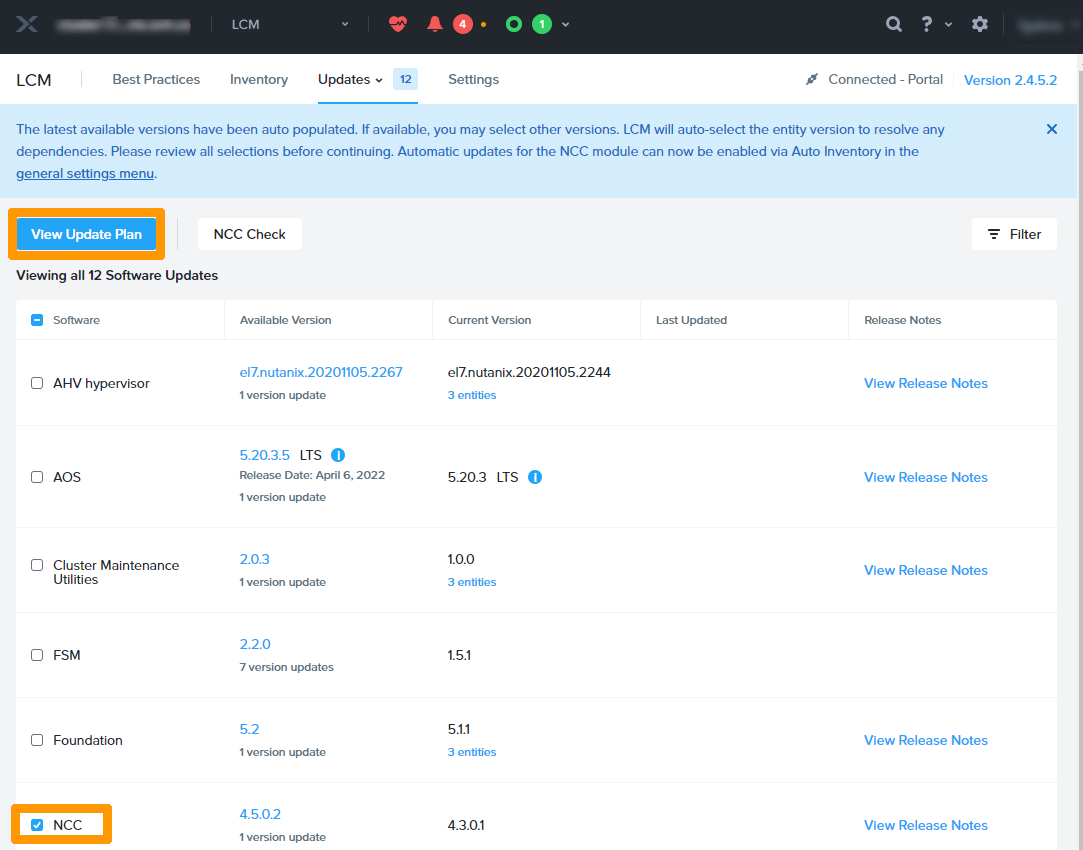 LCM
4
1
?
LCM
Best Practices
Inventory
Updates
12
Settings
Connected - Portal
Version 2.4.5.2
The latest available versions have been auto populated. If available, you may select other versions. LCM will auto-select the entity version to resolve any
dependencies. Please review all selections before continuing. Automatic updates for the NCC module can now be enabled via Auto Inventory in the
general settings menu.
View Update Plan
NCC Check
Filter
Viewing all 12 Software Updates
Software
Available Version
Current Version
Last Updated
Release Notes
AHV hypervisor
el7.nutanix.20201105.2267
1 version update
el7.nutanix.20201105.2244
3 entities
View Release Notes
AOS
5.20.3.5 LTS
Release Date: April 6, 2022
1 version update
5.20.3 LTS
View Release Notes
Cluster Maintenance
Utilities
2.0.3
1 version update
1.0.0
3 entities
View Release Notes
FSM
2.2.0
7 version updates
1.5.1
Foundation
5.2
1 version update
5.1.1
3 entities
View Release Notes
NCC
4.5.0.2
1 version update
4.3.0.1
View Release Notes